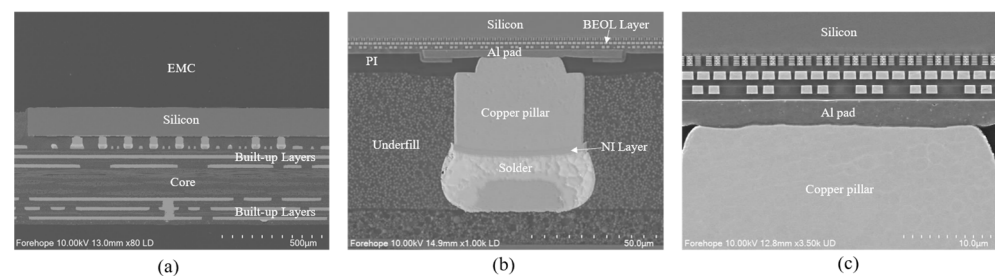 EMC
Silicon
Built-up Layers
Core
Built-up Layers
Forehope 10.00kV 13.0mm x80 LD
500µm
(a)
Silicon
BEOL Layer
Al pad
PI
Copper pillar
Underfill
NI Layer
Solder
Forehope 10.00kV 14.9mm x1.00k LD
50.0µm
(b)
Silicon
Al pad
Copper pillar
Forehope 10.00kV 12.8mm x3.50k UD
10.0µm
(c)